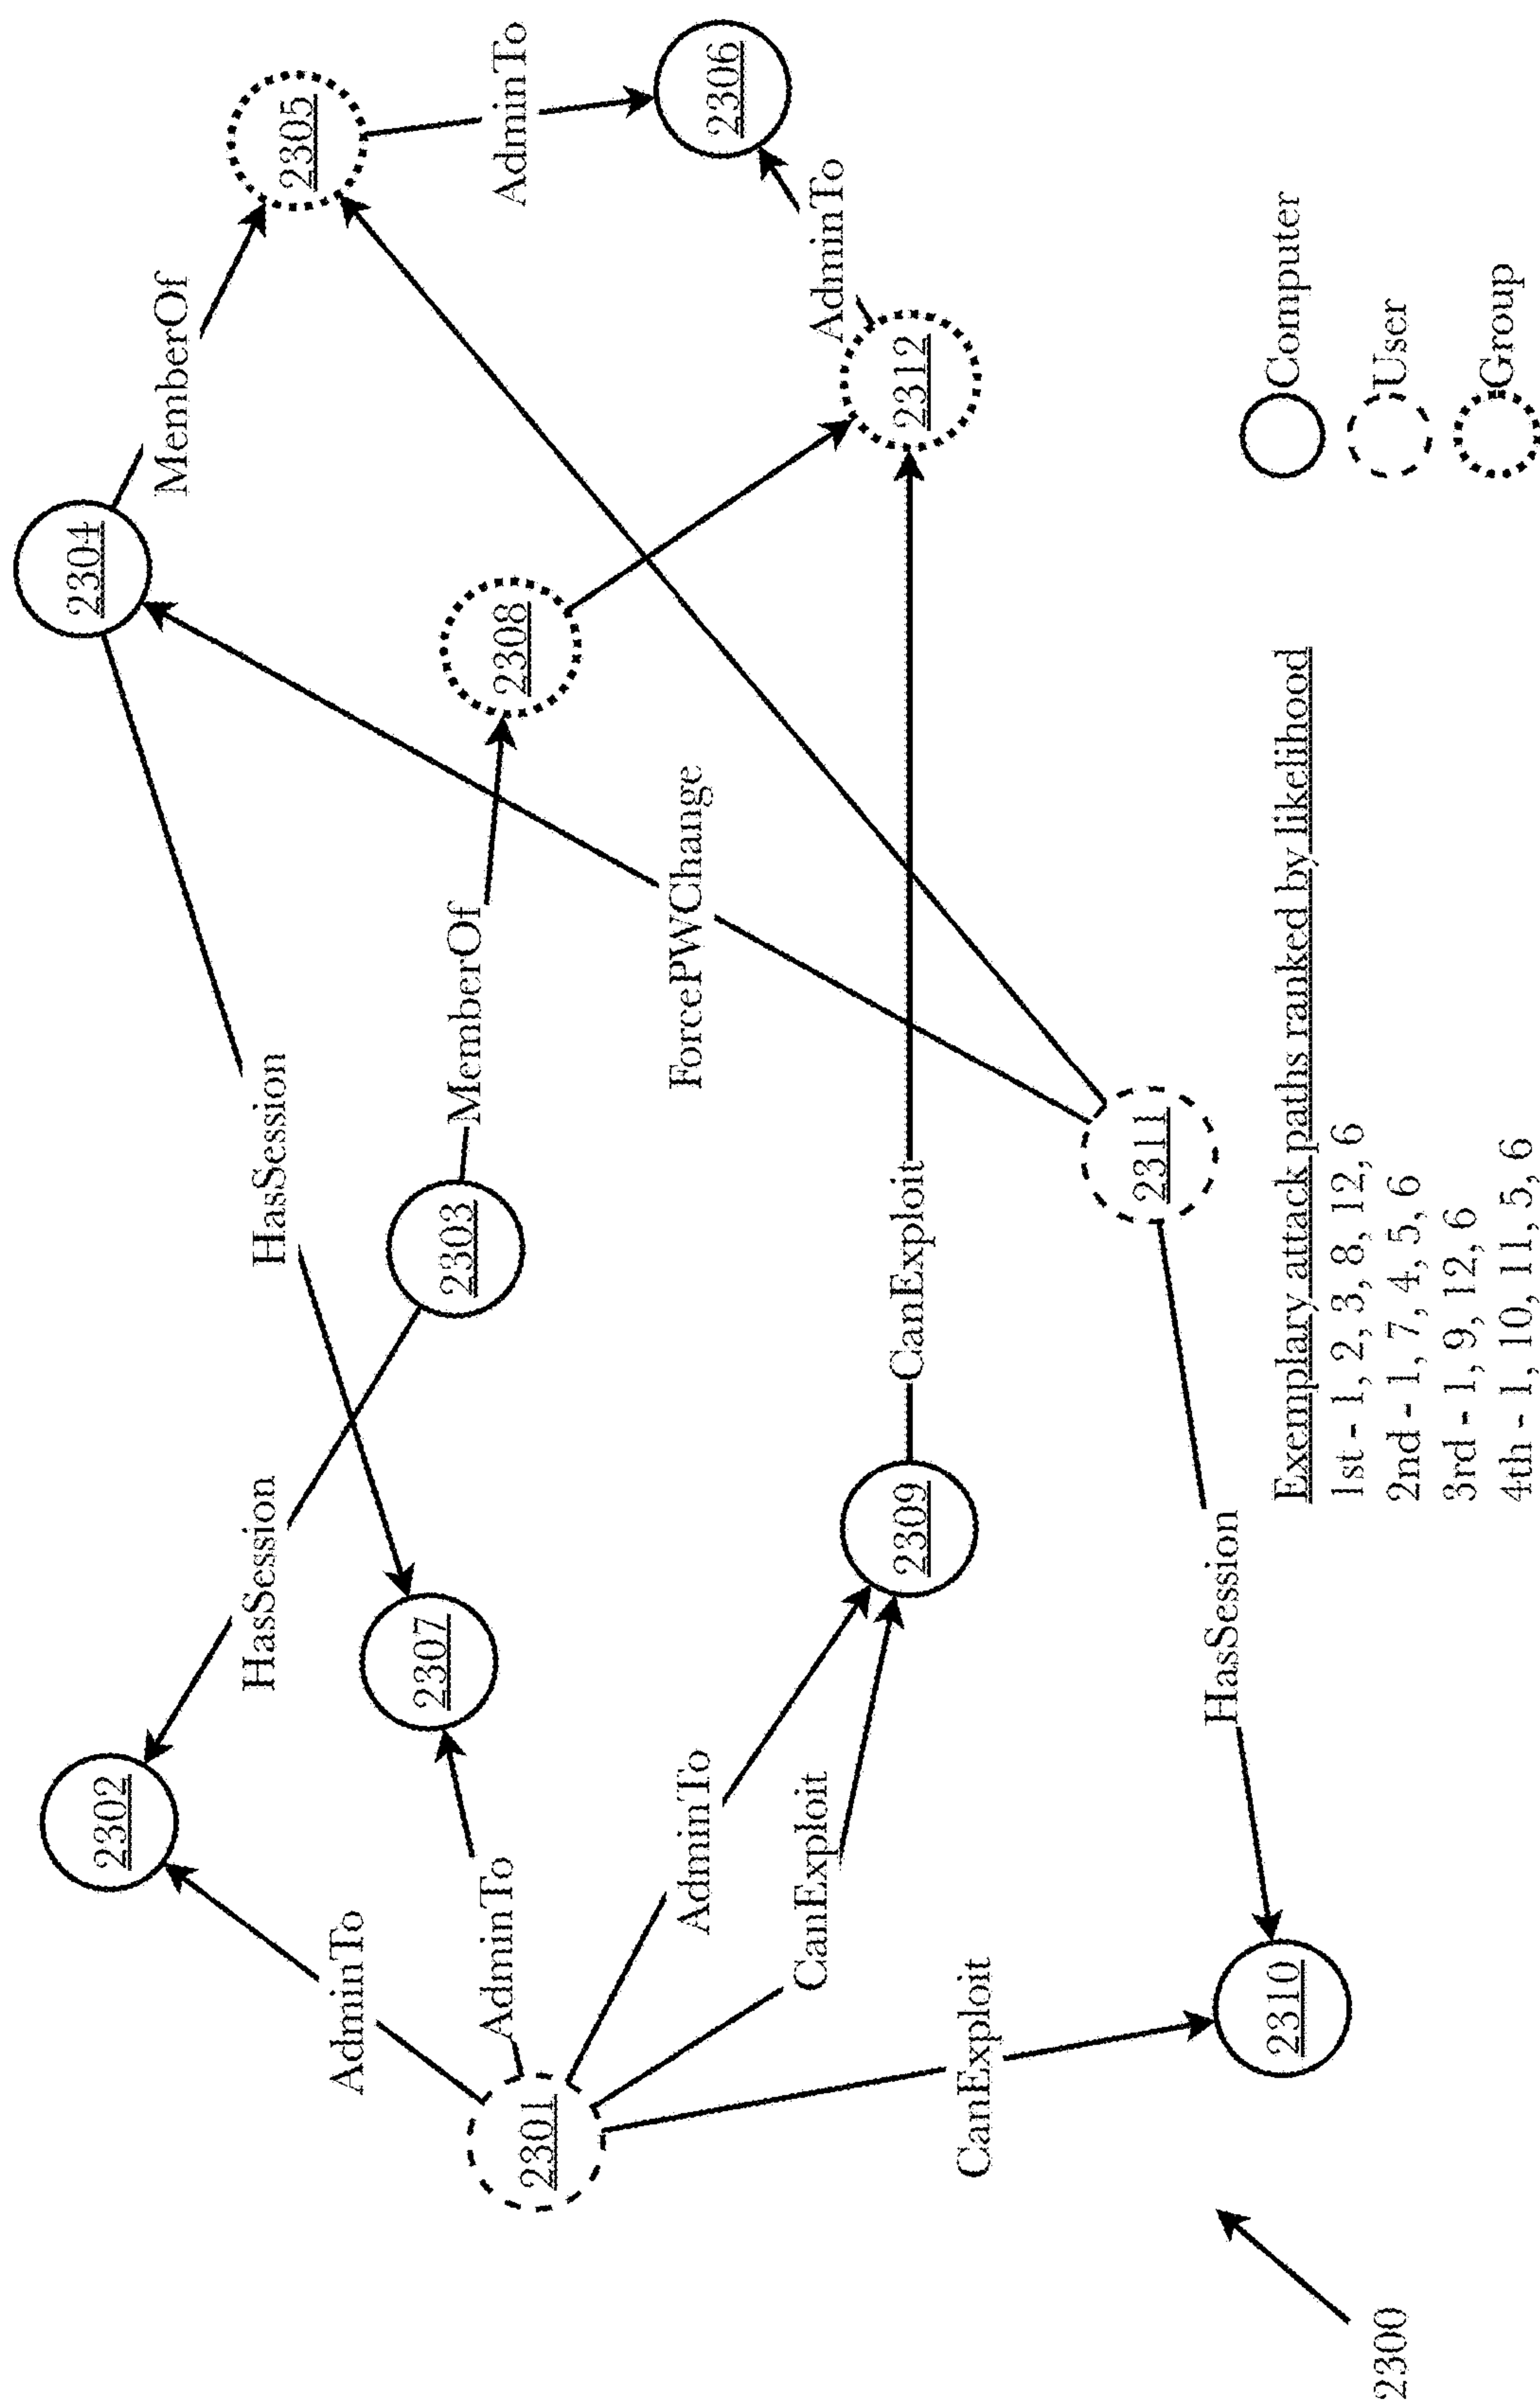 2302
2304
MemberOf
2305
HasSession
HasSession
AdminTo
AdminTo
2307
2303
MemberOf
2308
AdminTo
2306
2301
AdminTo
ForcePWChange
AdminTo
CanExploit
2309
CanExploit
2312
CanExploit
2311
HasSession
2310
2300
Exemplary attack paths ranked by likelihood
1st - 1, 2, 3, 8, 12, 6
2nd - 1, 7, 4, 5, 6
3rd - 1, 9, 12, 6
4th - 1, 10, 11, 5, 6
Computer
User
Group